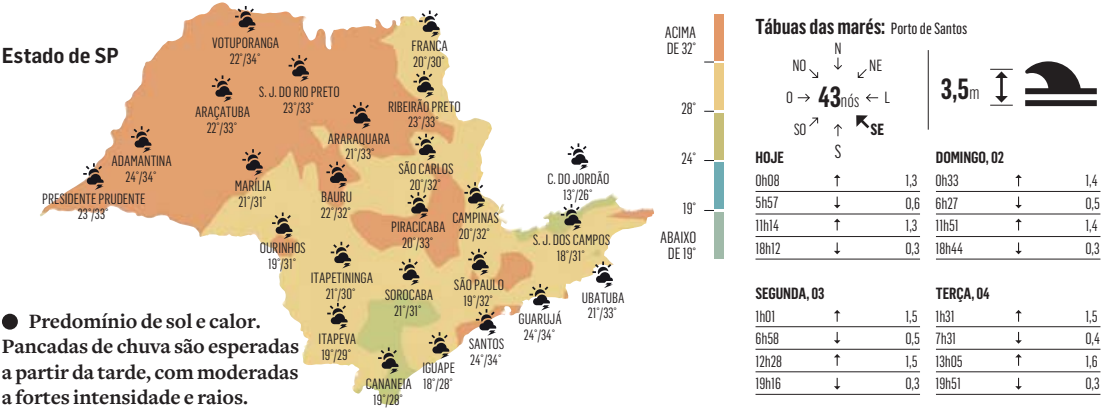 Estado de SP
VOTUPORANGA
22°/34°
FRANCA
20°/30°
S. J. DO RIO PRETO
23°/33°
ARAÇATUBA
22°/33°
RIBEIRÃO PRETO
23°/33°
ARARAQUARA
21°/33°
ADAMANTINA
24°/34°
SÃO CARLOS
20°/32°
PRESIDENTE PRUDENTE
23°/33°
MARÍLIA
21°/31°
BAURU
22°/32°
C. DO JORDÃO
13°/26°
PIRACICABA
20°/33°
CAMPINAS
20°/32°
OURINHOS
19°/31°
S. J. DOS CAMPOS
18°/31°
ITAPETININGA
21°/30°
SOROCABA
21°/31°
SÃO PAULO
19°/32°
UBATUBA
21°/33°
GUARUJÁ
24°/34°
ITAPEVA
19°/29°
SANTOS
24°/34°
IGUAPE
18°/28°
CANANEIA
19°/28°
● Predomínio de sol e calor.
Pancadas de chuva são esperadas
a partir da tarde, com moderadas
a fortes intensidade e raios.
ACIMA
DE 32°
28°
24°
19°
ABAIXO
DE 19°
Tábuas das marés: Porto de Santos
N
NO ↘ ↓ ↙ NE
O → 43nós ← L
SO ↗ ↑ ↖ SE
S
3,5m
HOJE
0h08 ↑ 1,3
5h57 ↓ 0,6
11h14 ↑ 1,3
18h12 ↓ 0,3
DOMINGO, 02
0h33 ↑ 1,4
6h27 ↓ 0,5
11h51 ↑ 1,4
18h44 ↓ 0,3
SEGUNDA, 03
1h01 ↑ 1,5
6h58 ↓ 0,5
12h28 ↑ 1,5
19h16 ↓ 0,3
TERÇA, 04
1h31 ↑ 1,5
7h31 ↓ 0,4
13h05 ↑ 1,6
19h51 ↓ 0,3